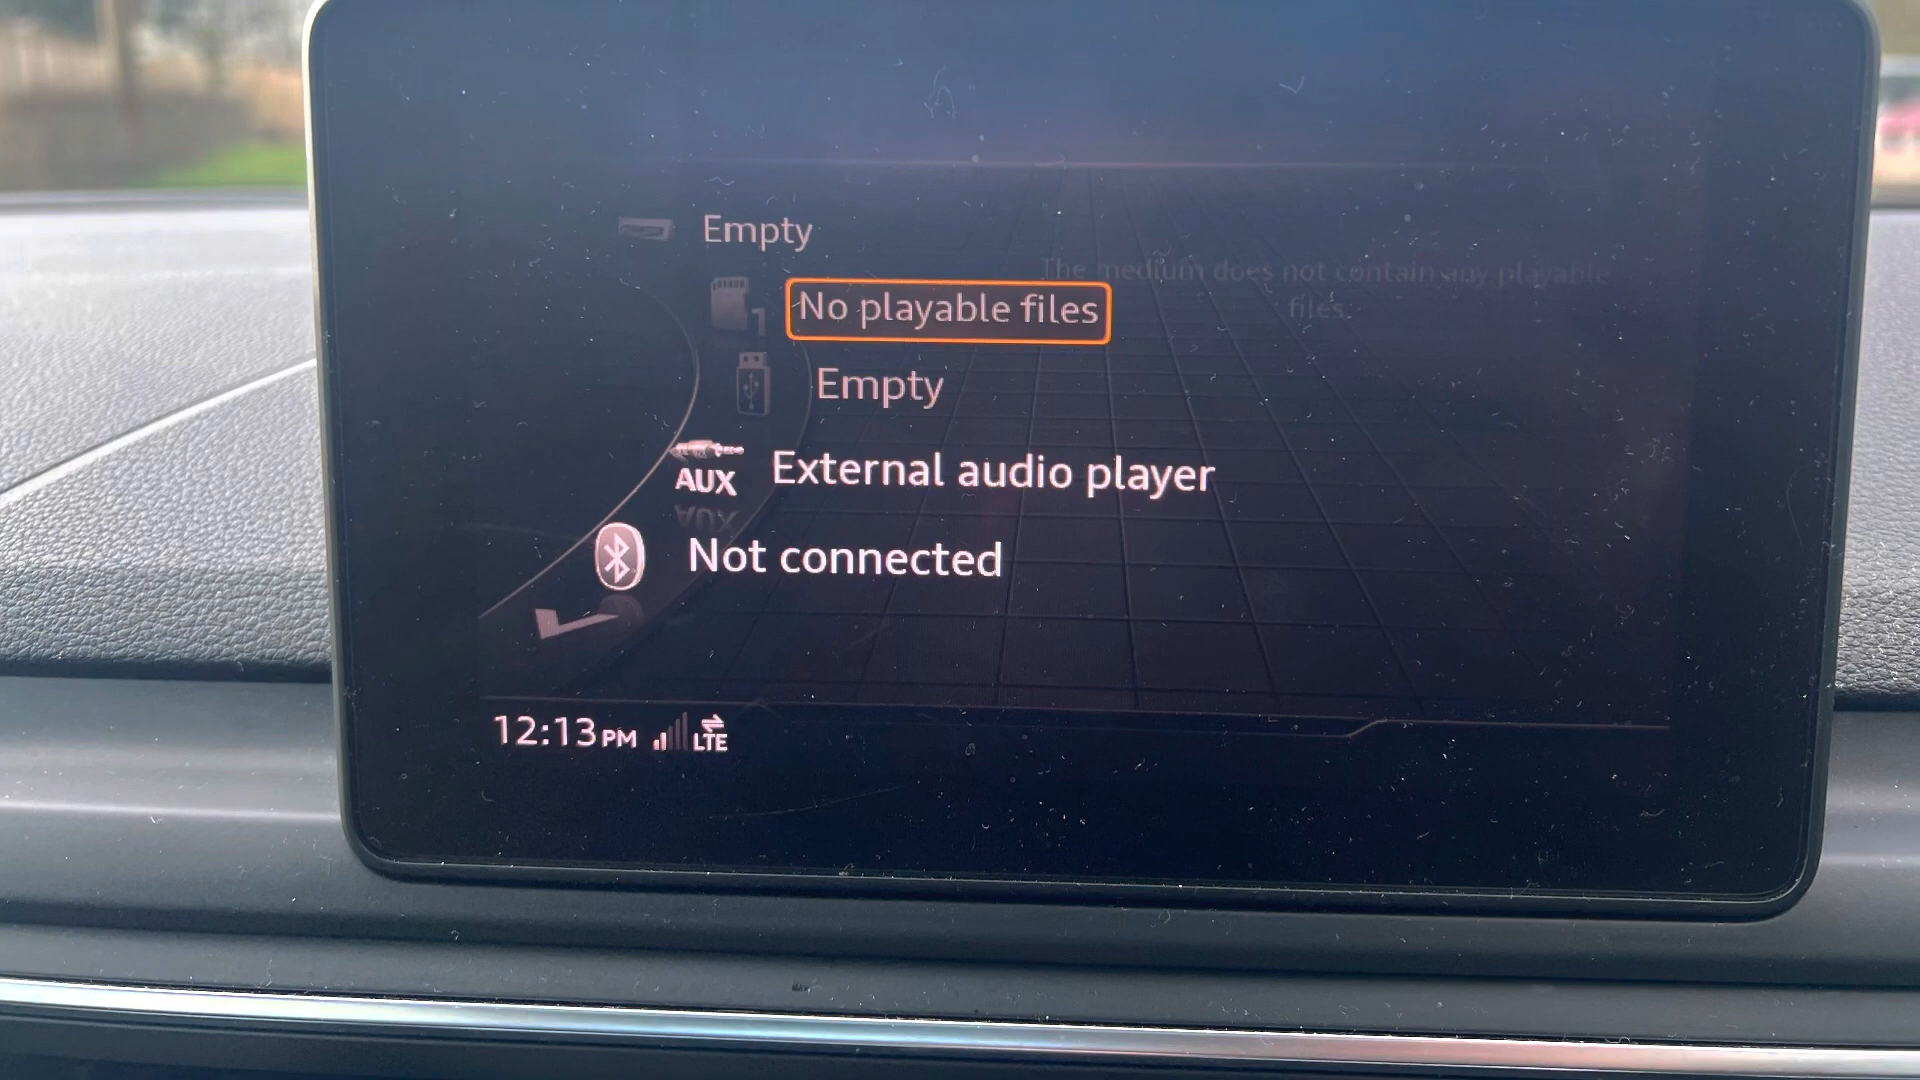 Empty
The medium does not contain any playable
files.
1
No playable files
Empty
AUX
External audio player
Not connected
12:13 PM LTE